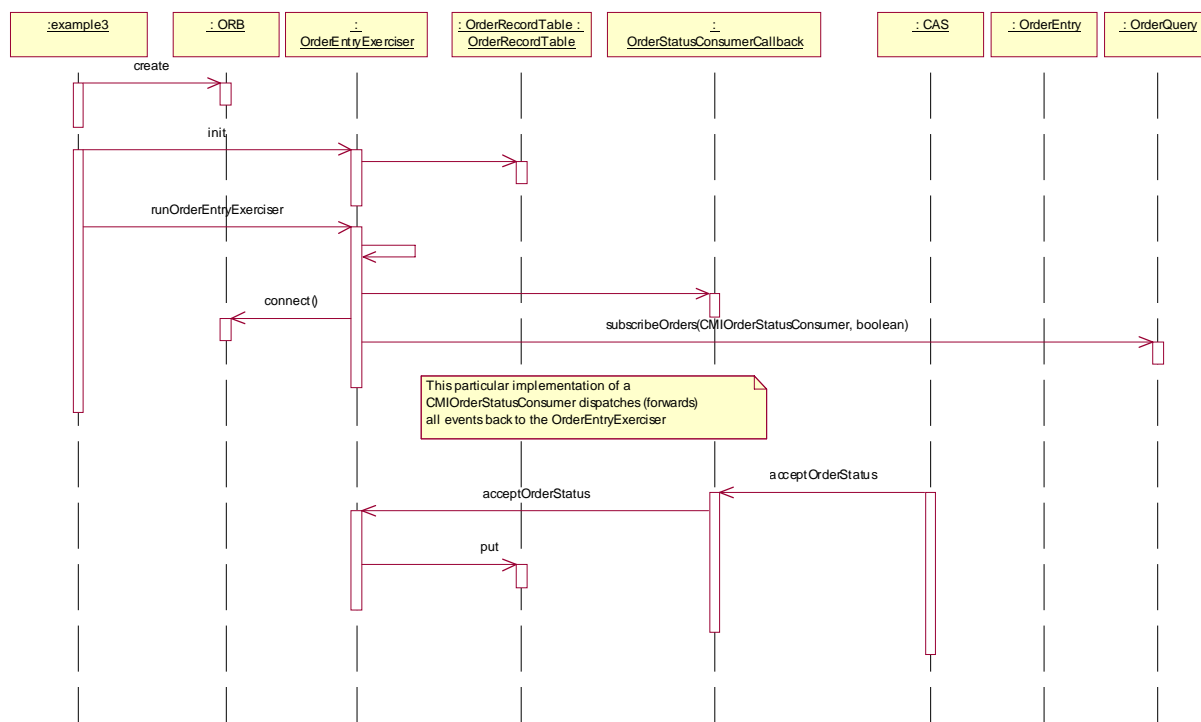 :example3
: ORB
:
OrderEntryExerciser
: OrderRecordTable :
OrderRecordTable
:
OrderStatusConsumerCallback
: CAS
: OrderEntry
: OrderQuery
create
init
runOrderEntryExerciser
connect()
subscribeOrders(CMIOrderStatusConsumer, boolean)
This particular implementation of a
CMIOrderStatusConsumer dispatches (forwards)
all events back to the OrderEntryExerciser
acceptOrderStatus
acceptOrderStatus
put